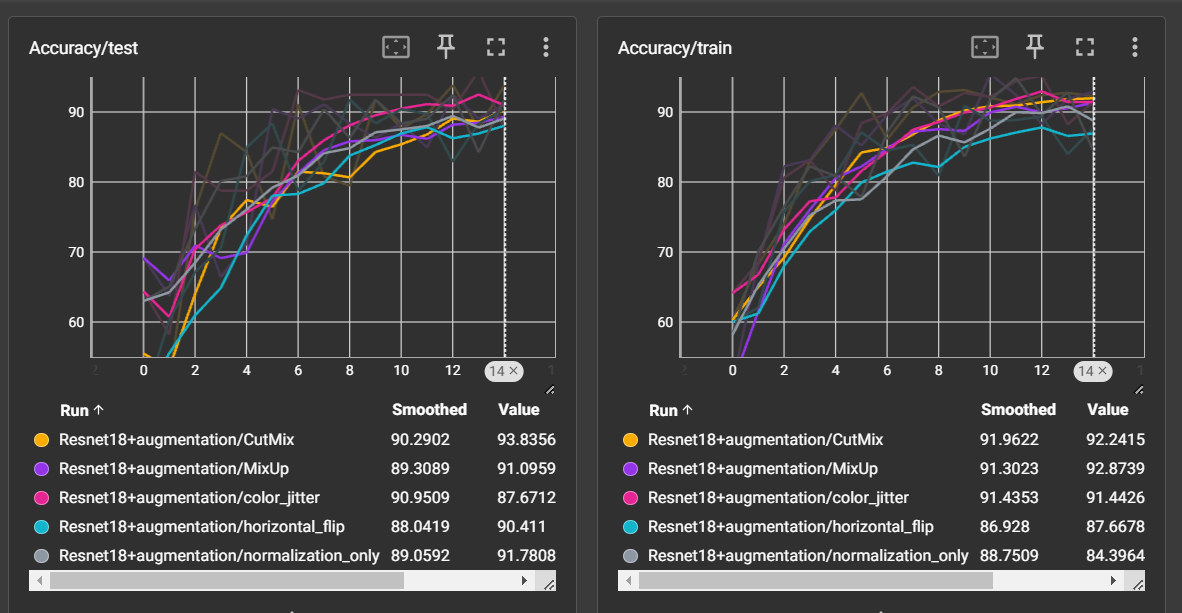 Accuracy/test
90
80
70
60
2 0 2 4 6 8 10 12 14 × 1
Run ↑ Smoothed Value
Resnet18+augmentation/CutMix 90.2902 93.8356
Resnet18+augmentation/MixUp 89.3089 91.0959
Resnet18+augmentation/color_jitter 90.9509 87.6712
Resnet18+augmentation/horizontal_flip 88.0419 90.411
Resnet18+augmentation/normalization_only 89.0592 91.7808
Accuracy/train
90
80
70
60
2 0 2 4 6 8 10 12 14 × 1
Run ↑ Smoothed Value
Resnet18+augmentation/CutMix 91.9622 92.2415
Resnet18+augmentation/MixUp 91.3023 92.8739
Resnet18+augmentation/color_jitter 91.4353 91.4426
Resnet18+augmentation/horizontal_flip 86.928 87.6678
Resnet18+augmentation/normalization_only 88.7509 84.3964